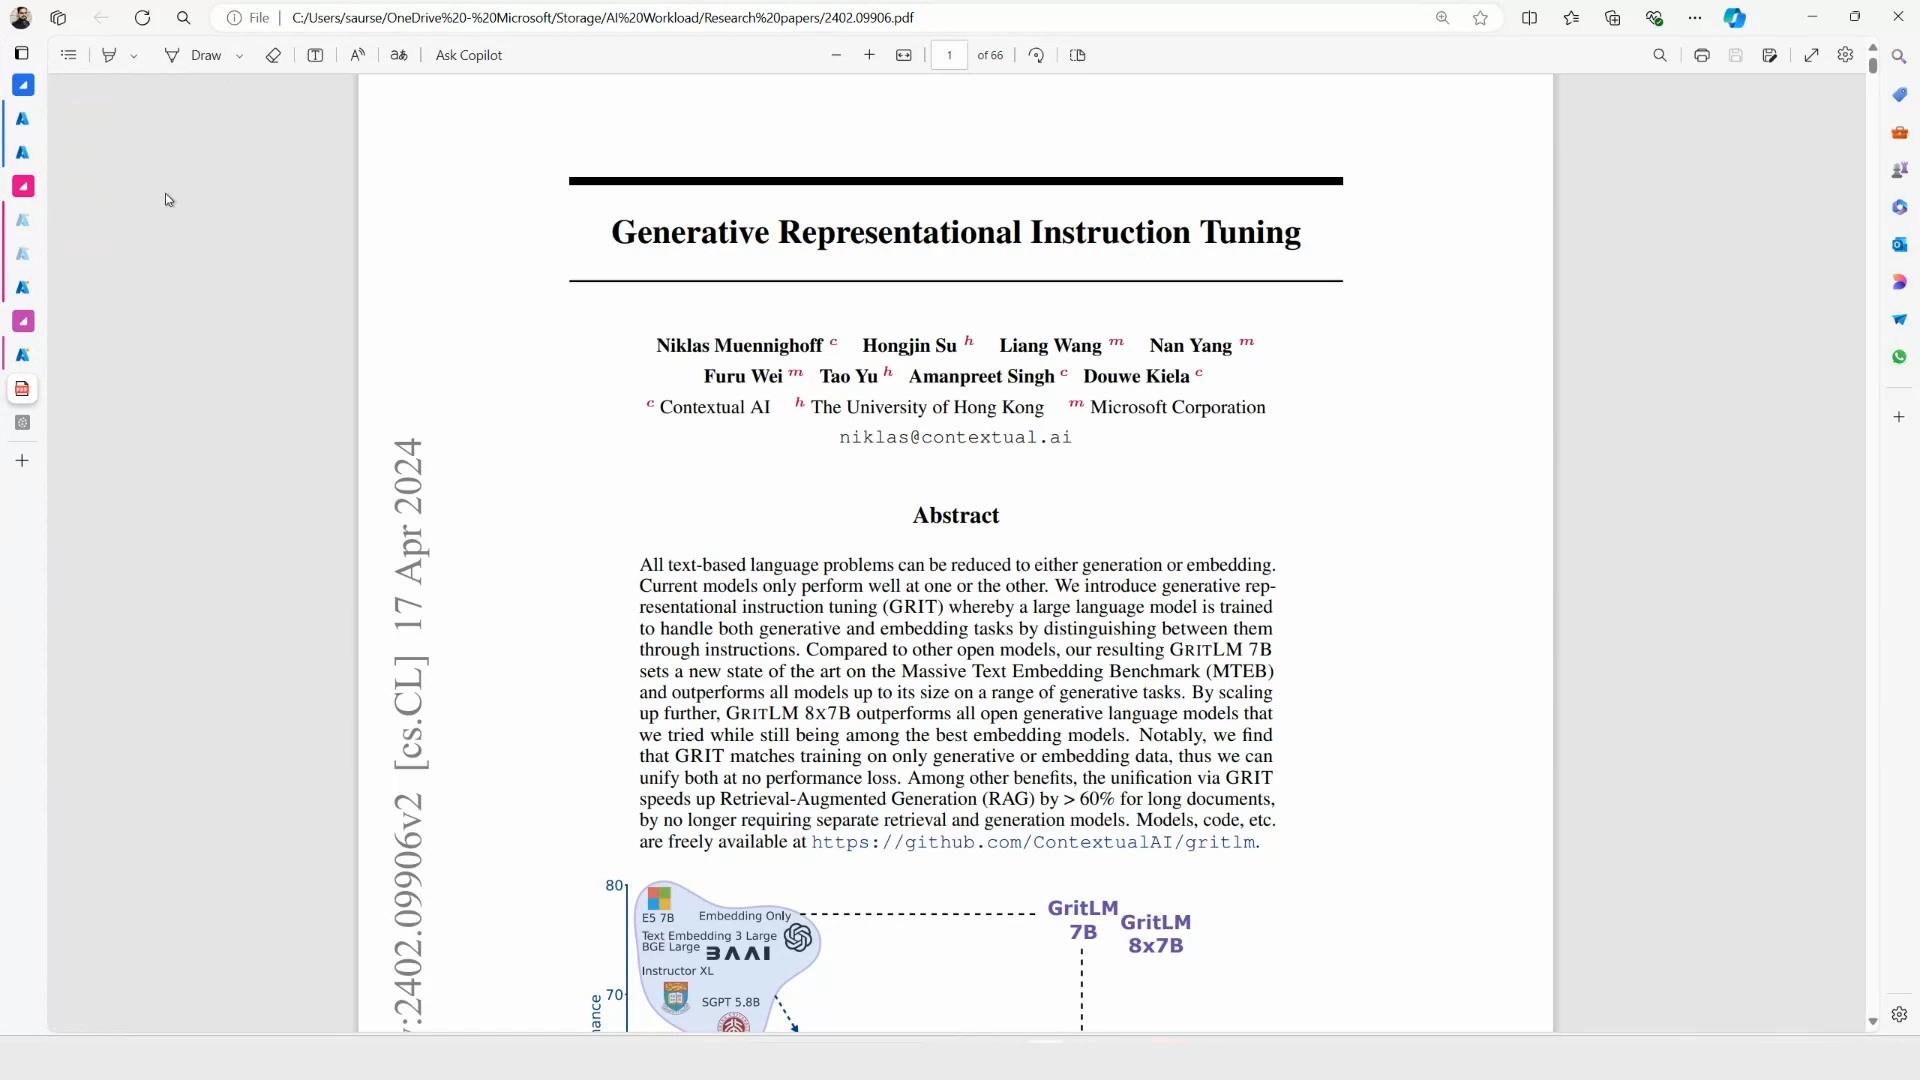 File
C:/Users/saurse/OneDrive%20-%20Microsoft/Storage/AI%20Workload/Research%20papers/2402.09906.pdf
Draw
aあ
Ask Copilot
1 of 66
Generative Representational Instruction Tuning
Niklas Muennighoff c Hongjin Su h Liang Wang m Nan Yang m
Furu Wei m Tao Yu h Amanpreet Singh c Douwe Kiela c
c Contextual AI h The University of Hong Kong m Microsoft Corporation
niklas@contextual.ai
Abstract
All text-based language problems can be reduced to either generation or embedding.
Current models only perform well at one or the other. We introduce generative rep-
resentational instruction tuning (GRIT) whereby a large language model is trained
to handle both generative and embedding tasks by distinguishing between them
through instructions. Compared to other open models, our resulting GRITLM 7B
sets a new state of the art on the Massive Text Embedding Benchmark (MTEB)
and outperforms all models up to its size on a range of generative tasks. By scaling
up further, GRITLM 8X7B outperforms all open generative language models that
we tried while still being among the best embedding models. Notably, we find
that GRIT matches training on only generative or embedding data, thus we can
unify both at no performance loss. Among other benefits, the unification via GRIT
speeds up Retrieval-Augmented Generation (RAG) by > 60% for long documents,
by no longer requiring separate retrieval and generation models. Models, code, etc.
are freely available at https://github.com/ContextualAI/gritlm.
:2402.09906v2 [cs.CL] 17 Apr 2024
80
E5 7B Embedding Only
Text Embedding 3 Large
BGE Large BAAI
Instructor XL
SGPT 5.8B
70
GritLM
7B
GritLM
8x7B